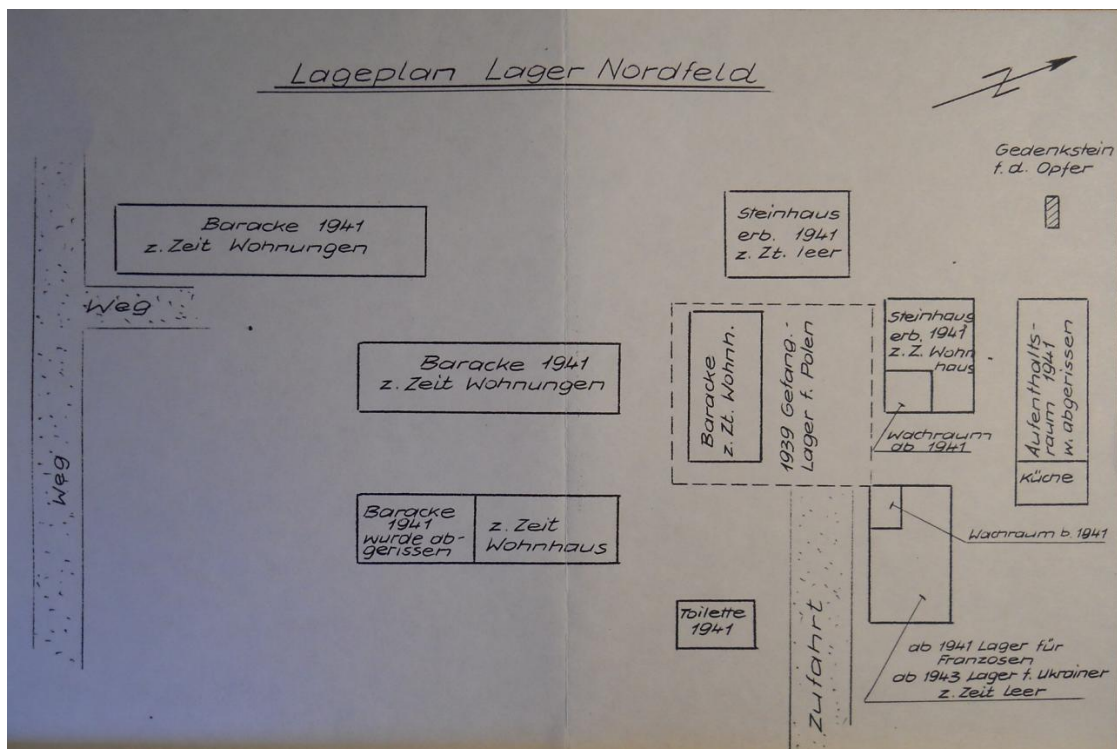 Lageplan Lager Nordfeld
Gedenkstein
f. d. Opfer
Baracke 1941
z. Zeit Wohnungen
Steinhaus
erb. 1941
z. Zt. leer
Weg
Weg
Baracke 1941
z. Zeit Wohnungen
Baracke
z. Zt. Wohnh.
1939 Gefang.-
Lager f. Polen
Steinhaus
erb. 1941
z. Z. Wohn
haus
Wachraum
ab 1941
Aufenthalts-
raum 1941
w. abgerissen
Küche
Baracke
1941
wurde ab-
gerissen
z. Zeit
Wohnhaus
Wachraum b. 1941
Toilette
1941
Zufahrt
ab 1941 Lager für
Franzosen
ab 1943 Lager f. Ukrainer
z. Zeit leer